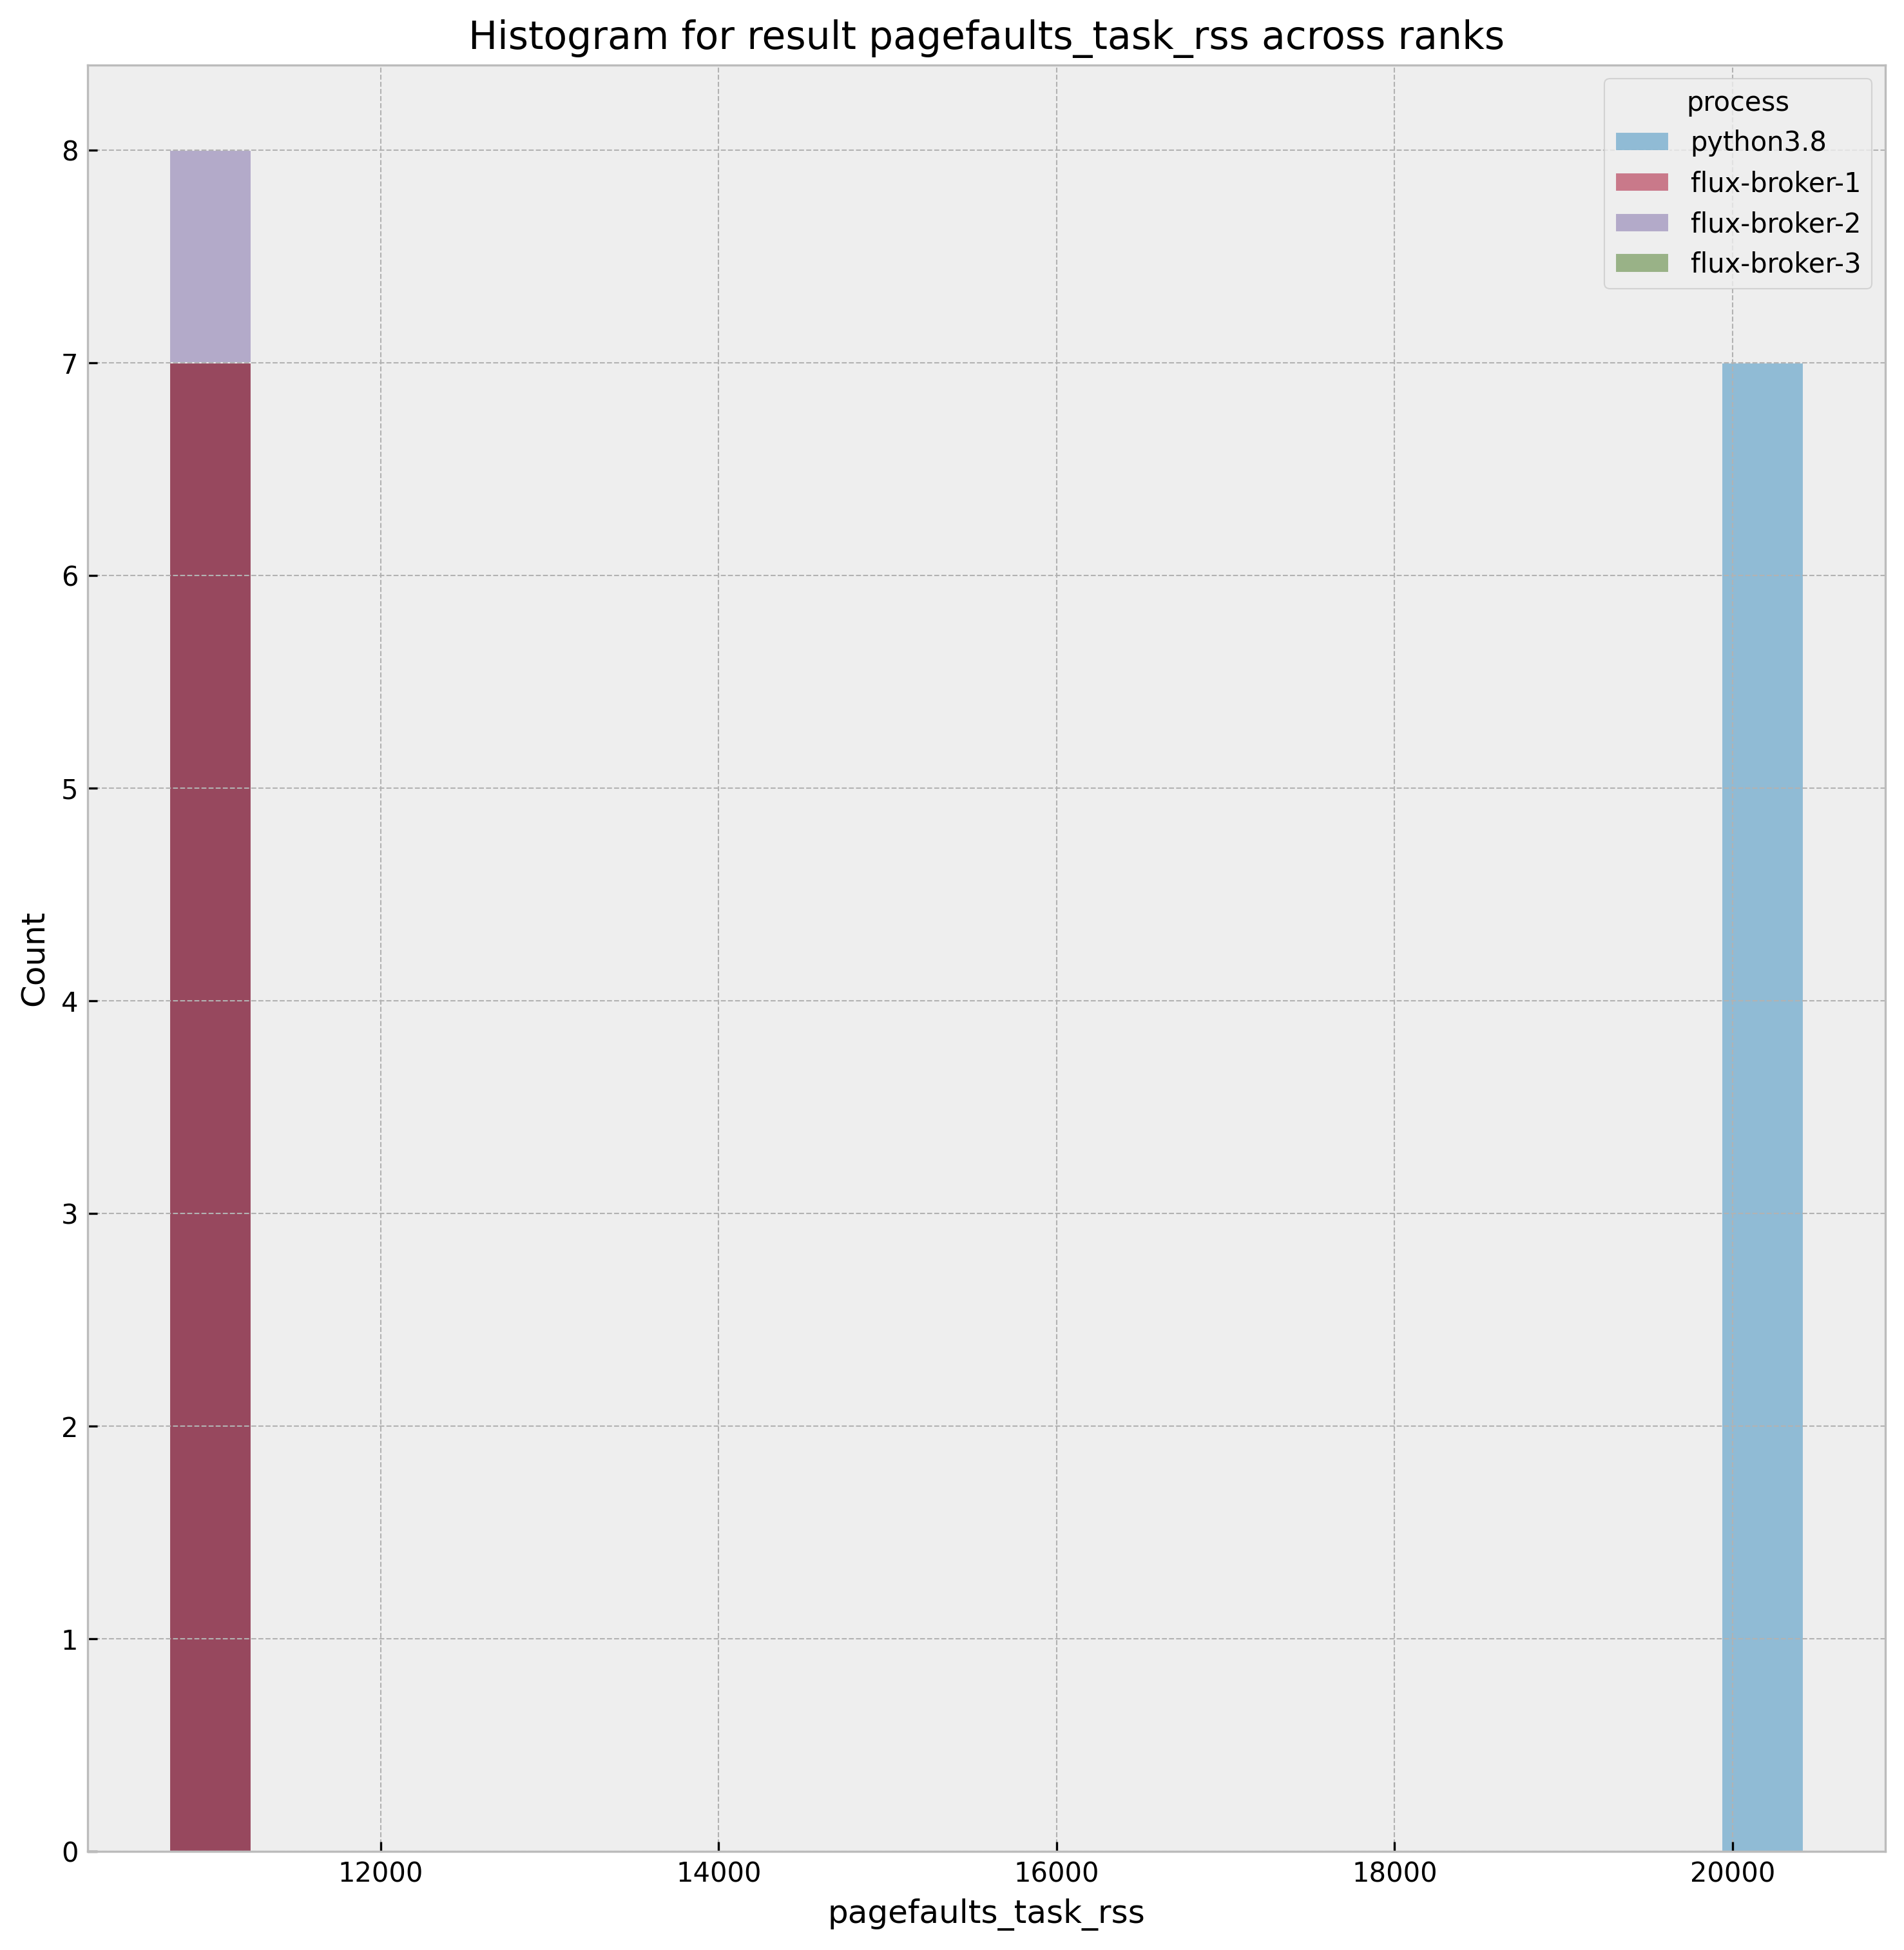 Histogram for result pagefaults_task_rss across ranks
process
python3.8
flux-broker-1
flux-broker-2
flux-broker-3
8
7
6
5
4
3
2
1
0
Count
12000 14000 16000 18000 20000
pagefaults_task_rss